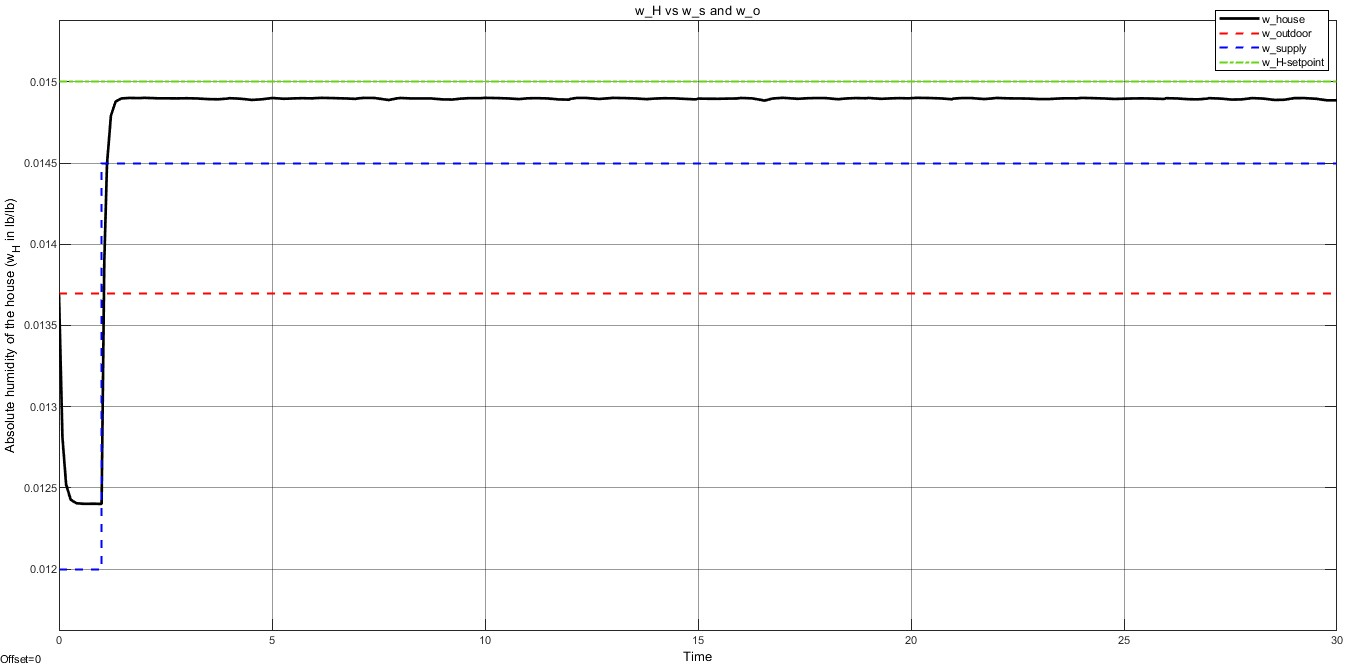 w_H vs w_s and w_o
w_house
w_outdoor
w_supply
w_H-setpoint
Absolute humidity of the house (w_H in lb/lb)
0.015
0.0145
0.014
0.0135
0.013
0.0125
0.012
0 5 10 15 20 25 30
Time
Offset=0